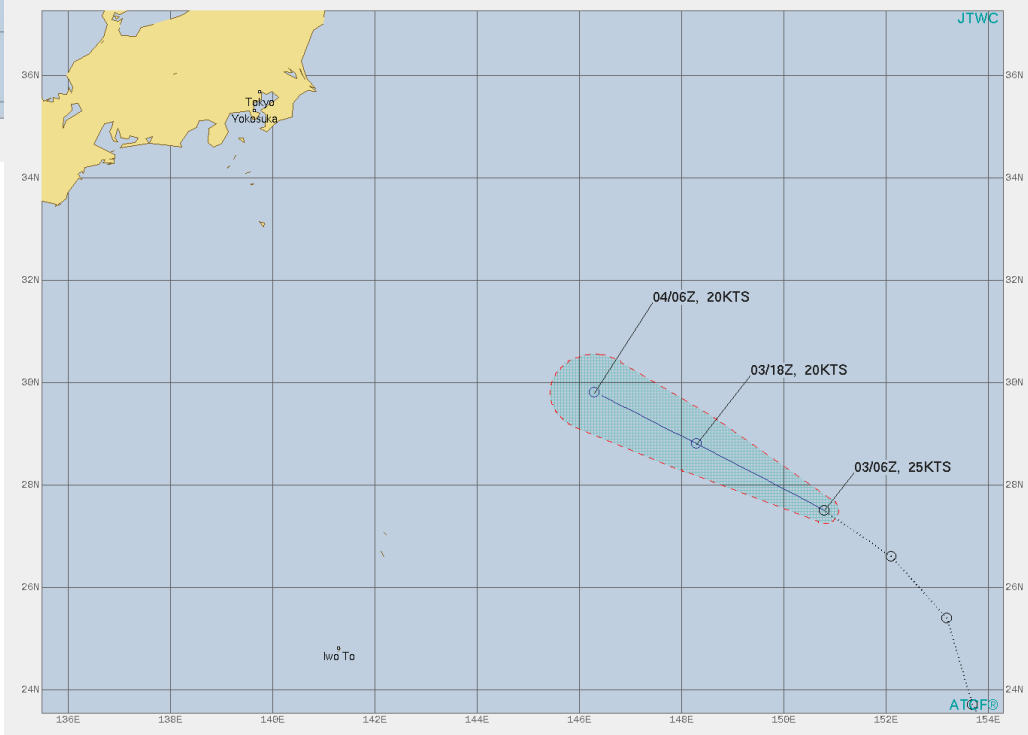 JTWC
36N
36N
Tokyo
Yokosuka
34N
34N
32N
32N
04/06Z, 20KTS
03/18Z, 20KTS
30N
30N
03/06Z, 25KTS
28N
28N
26N
26N
Iwo To
24N
24N
136E
138E
140E
142E
144E
146E
148E
150E
152E
154E